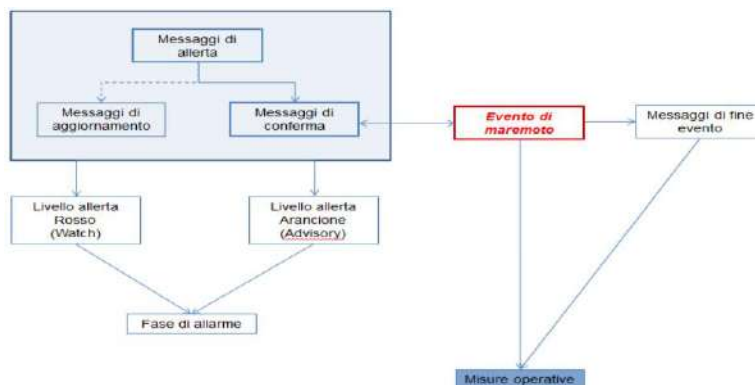 Messaggi di
allerta
Messaggi di
aggiornamento
Messaggi di
conferma
Evento di
maremoto
Messaggi di fine
evento
Livello allerta
Rosso
(Watch)
Livello allerta
Arancione
(Advisory)
Fase di allarme
Misure operative